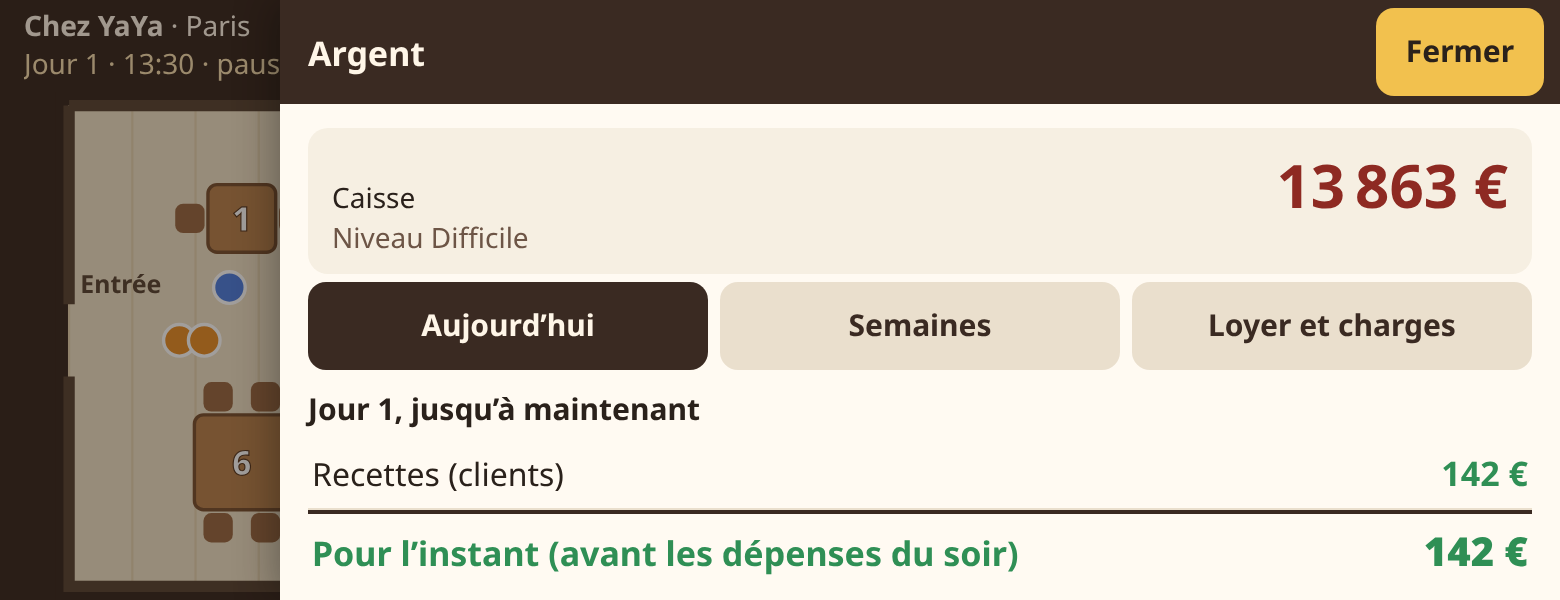 Chez YaYa · Paris
Jour 1 · 13:30 · paus
Argent
Fermer
Caisse
Niveau Difficile
13 863 €
Aujourd’hui
Semaines
Loyer et charges
Jour 1, jusqu’à maintenant
Recettes (clients)
142 €
Pour l’instant (avant les dépenses du soir)
142 €
1
Entrée
6